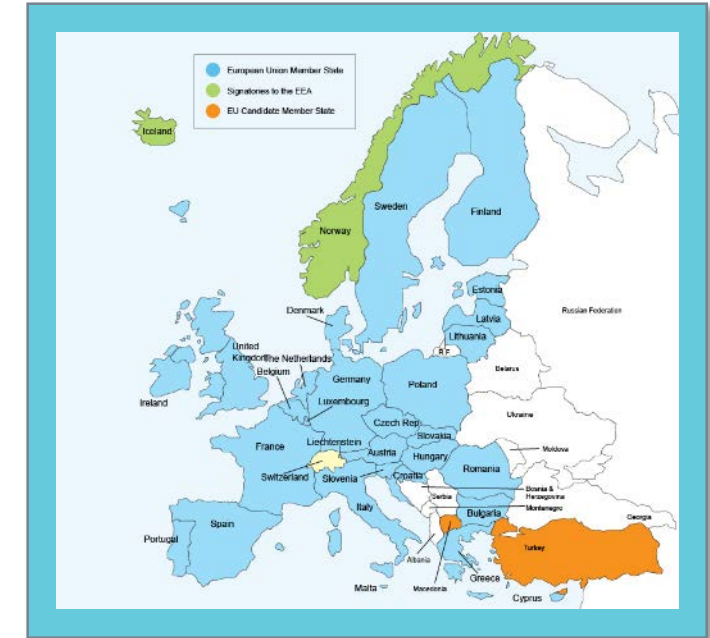 European Union Member State
Signatories to the EEA
EU Candidate Member State
Iceland
Sweden
Finland
Norway
Estonia
Russian Federation
Denmark
Latvia
Lithuania
R F
United
Kingdom
The Netherlands
Belarus
Belgium
Germany
Poland
Ireland
Luxembourg
Ukraine
Czech Rep
Slovakia
France
Liechtenstein
Austria
Moldova
Hungary
Switzerland
Slovenia
Croatia
Romania
Bosnia &
Herzegovina
Serbia
Montenegro
Italy
Bulgaria
Georgia
Spain
Portugal
Turkey
Albania
Greece
Malta
Macedonia
Cyprus